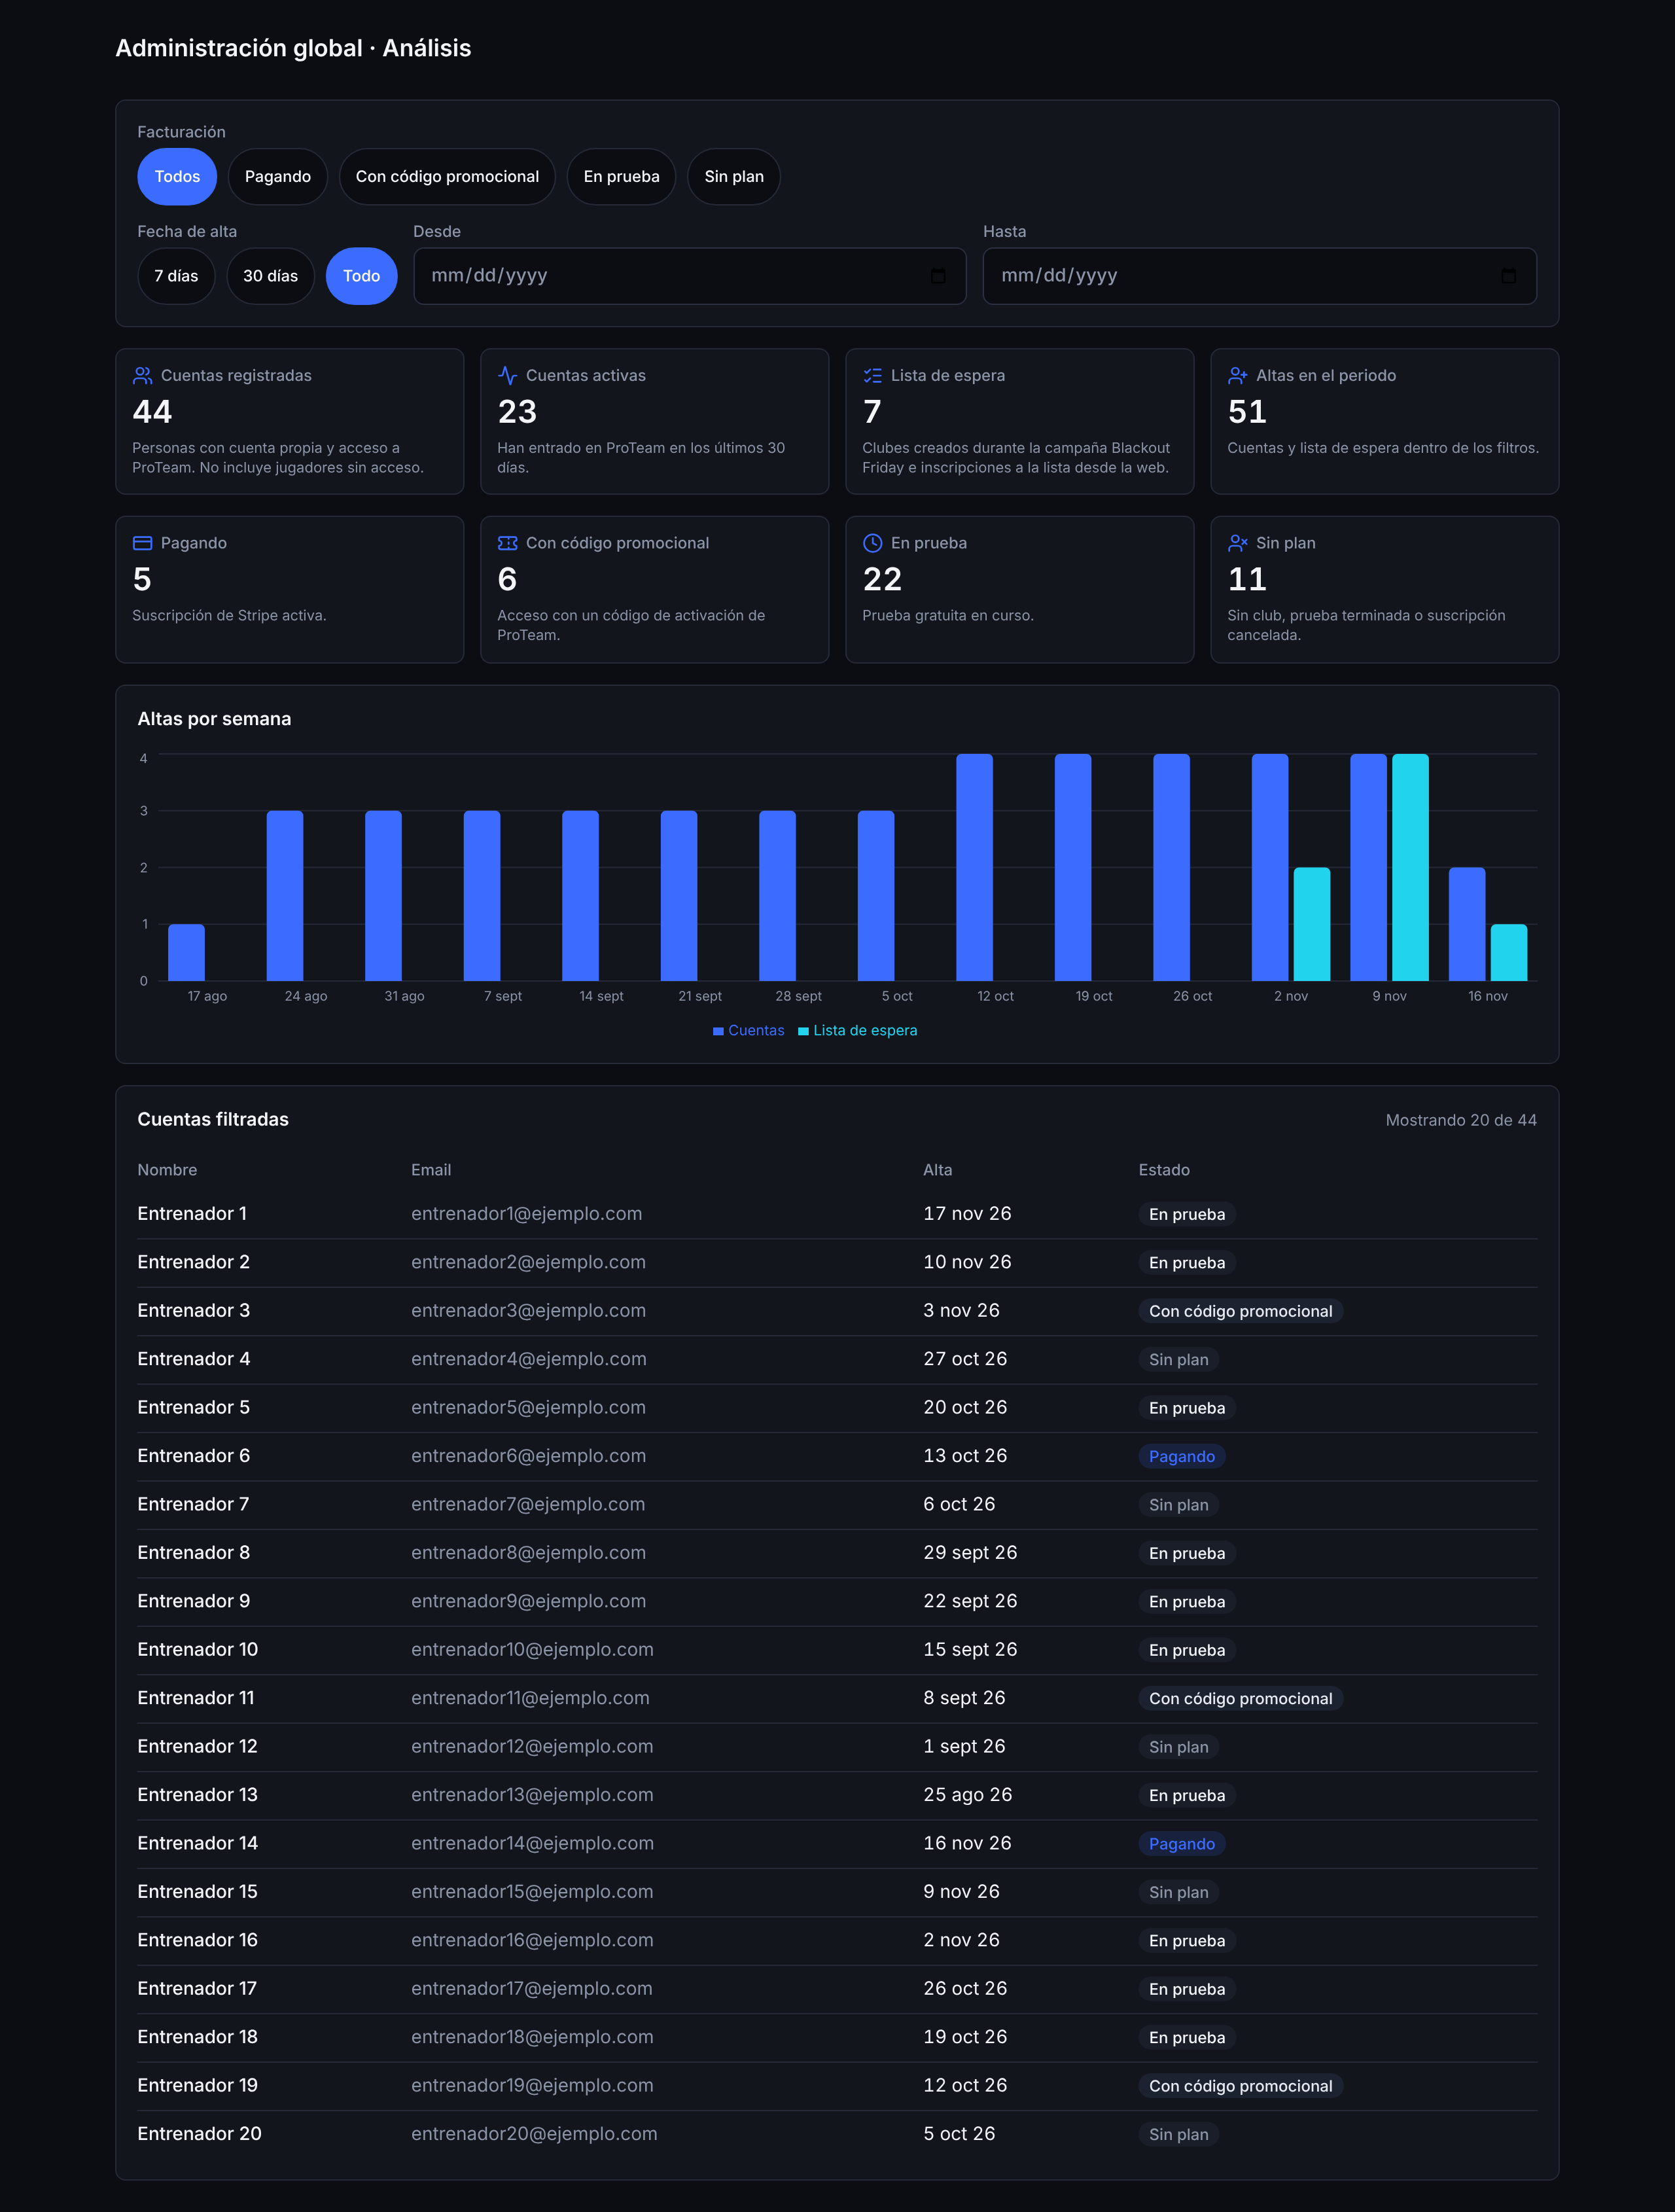 Administración global · Análisis
Facturación
Todos Pagando Con código promocional En prueba Sin plan
Fecha de alta Desde Hasta
7 días 30 días Todo mm/dd/yyyy mm/dd/yyyy
Cuentas registradas
44
Personas con cuenta propia y acceso a
ProTeam. No incluye jugadores sin acceso.
Cuentas activas
23
Han entrado en ProTeam en los últimos 30
días.
Lista de espera
7
Clubes creados durante la campaña Blackout
Friday e inscripciones a la lista desde la web.
Altas en el periodo
51
Cuentas y lista de espera dentro de los filtros.
Pagando
5
Suscripción de Stripe activa.
Con código promocional
6
Acceso con un código de activación de
ProTeam.
En prueba
22
Prueba gratuita en curso.
Sin plan
11
Sin club, prueba terminada o suscripción
cancelada.
Altas por semana
4
3
2
1
0
17 ago 24 ago 31 ago 7 sept 14 sept 21 sept 28 sept 5 oct 12 oct 19 oct 26 oct 2 nov 9 nov 16 nov
Cuentas Lista de espera
Cuentas filtradas Mostrando 20 de 44
Nombre Email Alta Estado
Entrenador 1 entrenador1@ejemplo.com 17 nov 26 En prueba
Entrenador 2 entrenador2@ejemplo.com 10 nov 26 En prueba
Entrenador 3 entrenador3@ejemplo.com 3 nov 26 Con código promocional
Entrenador 4 entrenador4@ejemplo.com 27 oct 26 Sin plan
Entrenador 5 entrenador5@ejemplo.com 20 oct 26 En prueba
Entrenador 6 entrenador6@ejemplo.com 13 oct 26 Pagando
Entrenador 7 entrenador7@ejemplo.com 6 oct 26 Sin plan
Entrenador 8 entrenador8@ejemplo.com 29 sept 26 En prueba
Entrenador 9 entrenador9@ejemplo.com 22 sept 26 En prueba
Entrenador 10 entrenador10@ejemplo.com 15 sept 26 En prueba
Entrenador 11 entrenador11@ejemplo.com 8 sept 26 Con código promocional
Entrenador 12 entrenador12@ejemplo.com 1 sept 26 Sin plan
Entrenador 13 entrenador13@ejemplo.com 25 ago 26 En prueba
Entrenador 14 entrenador14@ejemplo.com 16 nov 26 Pagando
Entrenador 15 entrenador15@ejemplo.com 9 nov 26 Sin plan
Entrenador 16 entrenador16@ejemplo.com 2 nov 26 En prueba
Entrenador 17 entrenador17@ejemplo.com 26 oct 26 En prueba
Entrenador 18 entrenador18@ejemplo.com 19 oct 26 En prueba
Entrenador 19 entrenador19@ejemplo.com 12 oct 26 Con código promocional
Entrenador 20 entrenador20@ejemplo.com 5 oct 26 Sin plan